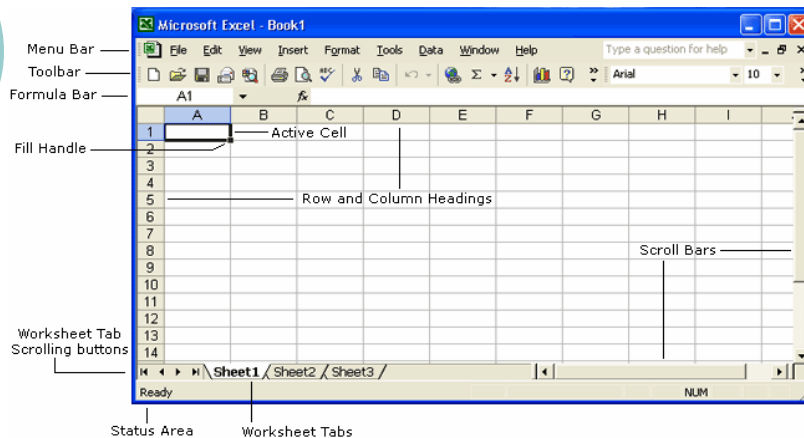 Microsoft Excel - Book1
Menu Bar File Edit View Insert Format Tools Data Window Help Type a question for help
Toolbar Arial 10
Formula Bar A1 fx
A B C D E F G H I
1 Active Cell
Fill Handle 2
3
4
5 Row and Column Headings
6
7
8 Scroll Bars
9
10
11
12
Worksheet Tab 13
Scrolling buttons 14
Sheet1 Sheet2 Sheet3
Ready NUM
Status Area Worksheet Tabs